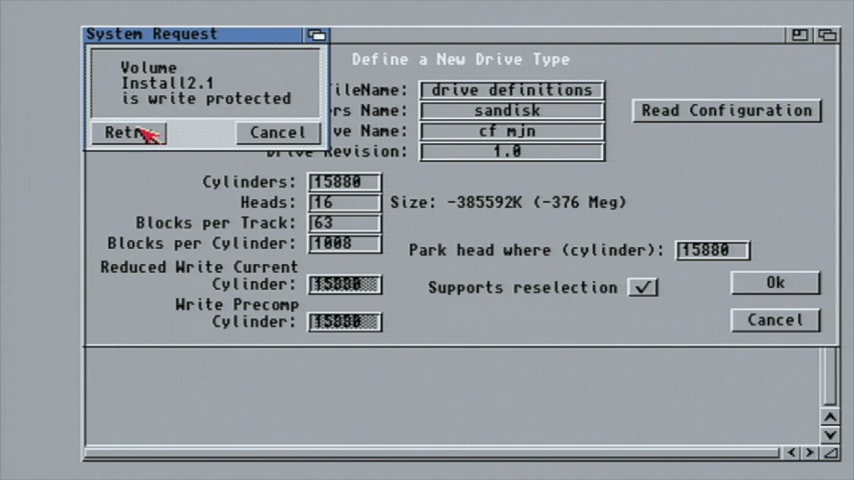 System Request
Volume
Install2.1
is write protected
Cancel
Define a New Drive Type
drive definitions
Name:
sandisk
Name:
cf mjn
Revision:
1.0
Read Configuration
Cylinders:
15880
Heads:
16
Size: -385592K (-376 Meg)
Blocks per Track:
63
Blocks per Cylinder:
1008
Park head where (cylinder):
15880
Reduced Write Current
Cylinder:
15880
Supports reselection
Ok
Write Precomp
Cylinder:
15880
Cancel